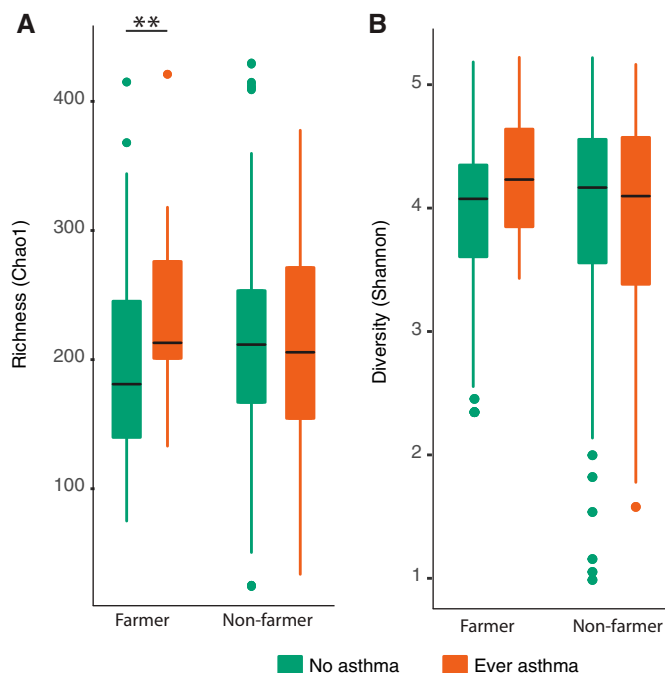 A
**
Richness (Chao1)
400
300
200
100
Farmer
Non-farmer
B
Diversity (Shannon)
5
4
3
2
1
Farmer
Non-farmer
No asthma
Ever asthma